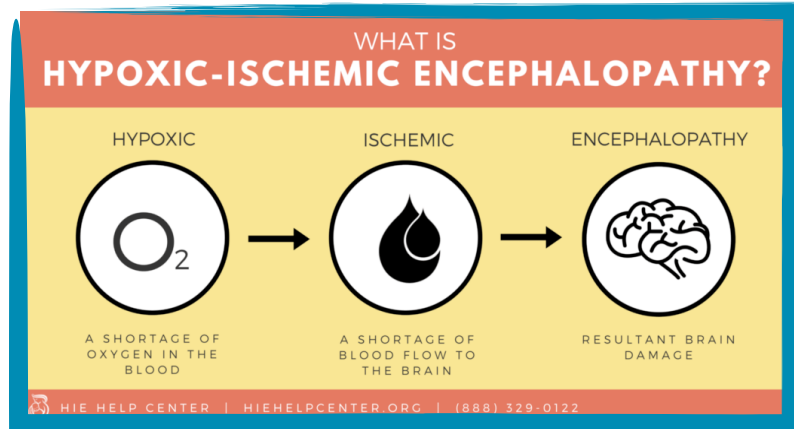 WHAT IS
HYPOXIC-ISCHEMIC ENCEPHALOPATHY?
HYPOXIC
O2
A SHORTAGE OF
OXYGEN IN THE
BLOOD
ISCHEMIC
A SHORTAGE OF
BLOOD FLOW TO
THE BRAIN
ENCEPHALOPATHY
RESULTANT BRAIN
DAMAGE
HIE HELP CENTER | HIEHELPCENTER.ORG | (888) 329-0122